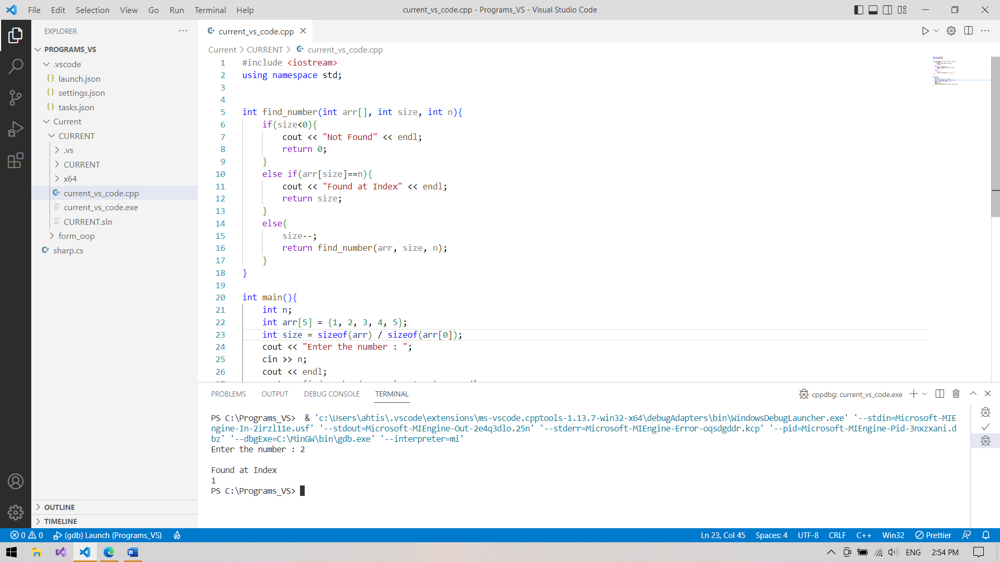 File Edit Selection View Go Run Terminal Help
current_vs_code.cpp - Programs_VS - Visual Studio Code
EXPLORER
PROGRAMS_VS
.vscode
{} launch.json
{} settings.json
{} tasks.json
Current
CURRENT
.vs
CURRENT
x64
current_vs_code.cpp
current_vs_code.exe
CURRENT.sln
form_oop
sharp.cs
OUTLINE
TIMELINE
current_vs_code.cpp
Current > CURRENT > current_vs_code.cpp
1 #include <iostream>
2 using namespace std;
3
4
5 int find_number(int arr[], int size, int n){
6 if(size<0){
7 cout << "Not Found" << endl;
8 return 0;
9 }
10 else if(arr[size]==n){
11 cout << "Found at Index" << endl;
12 return size;
13 }
14 else{
15 size--;
16 return find_number(arr, size, n);
17 }
18 }
19
20 int main(){
21 int n;
22 int arr[5] = {1, 2, 3, 4, 5};
23 int size = sizeof(arr) / sizeof(arr[0]);
24 cout << "Enter the number : ";
25 cin >> n;
26 cout << endl;
PROBLEMS OUTPUT DEBUG CONSOLE TERMINAL
cppdbg: current_vs_code.exe
PS C:\Programs_VS>  & 'c:\Users\ahtis\.vscode\extensions\ms-vscode.cpptools-1.13.7-win32-x64\debugAdapters\bin\WindowsDebugLauncher.exe' '--stdin=Microsoft-MIE
ngine-In-2irzl11e.usf' '--stdout=Microsoft-MIEngine-Out-2e4q3dlo.25n' '--stderr=Microsoft-MIEngine-Error-oqsdgddr.kcp' '--pid=Microsoft-MIEngine-Pid-3nxzxani.d
bz' '--dbgExe=C:\MinGW\bin\gdb.exe' '--interpreter=mi'
Enter the number : 2
Found at Index
1
PS C:\Programs_VS>
0 0 (gdb) Launch (Programs_VS)
Ln 23, Col 45 Spaces: 4 UTF-8 CRLF C++ Win32 Prettier
ENG 2:54 PM